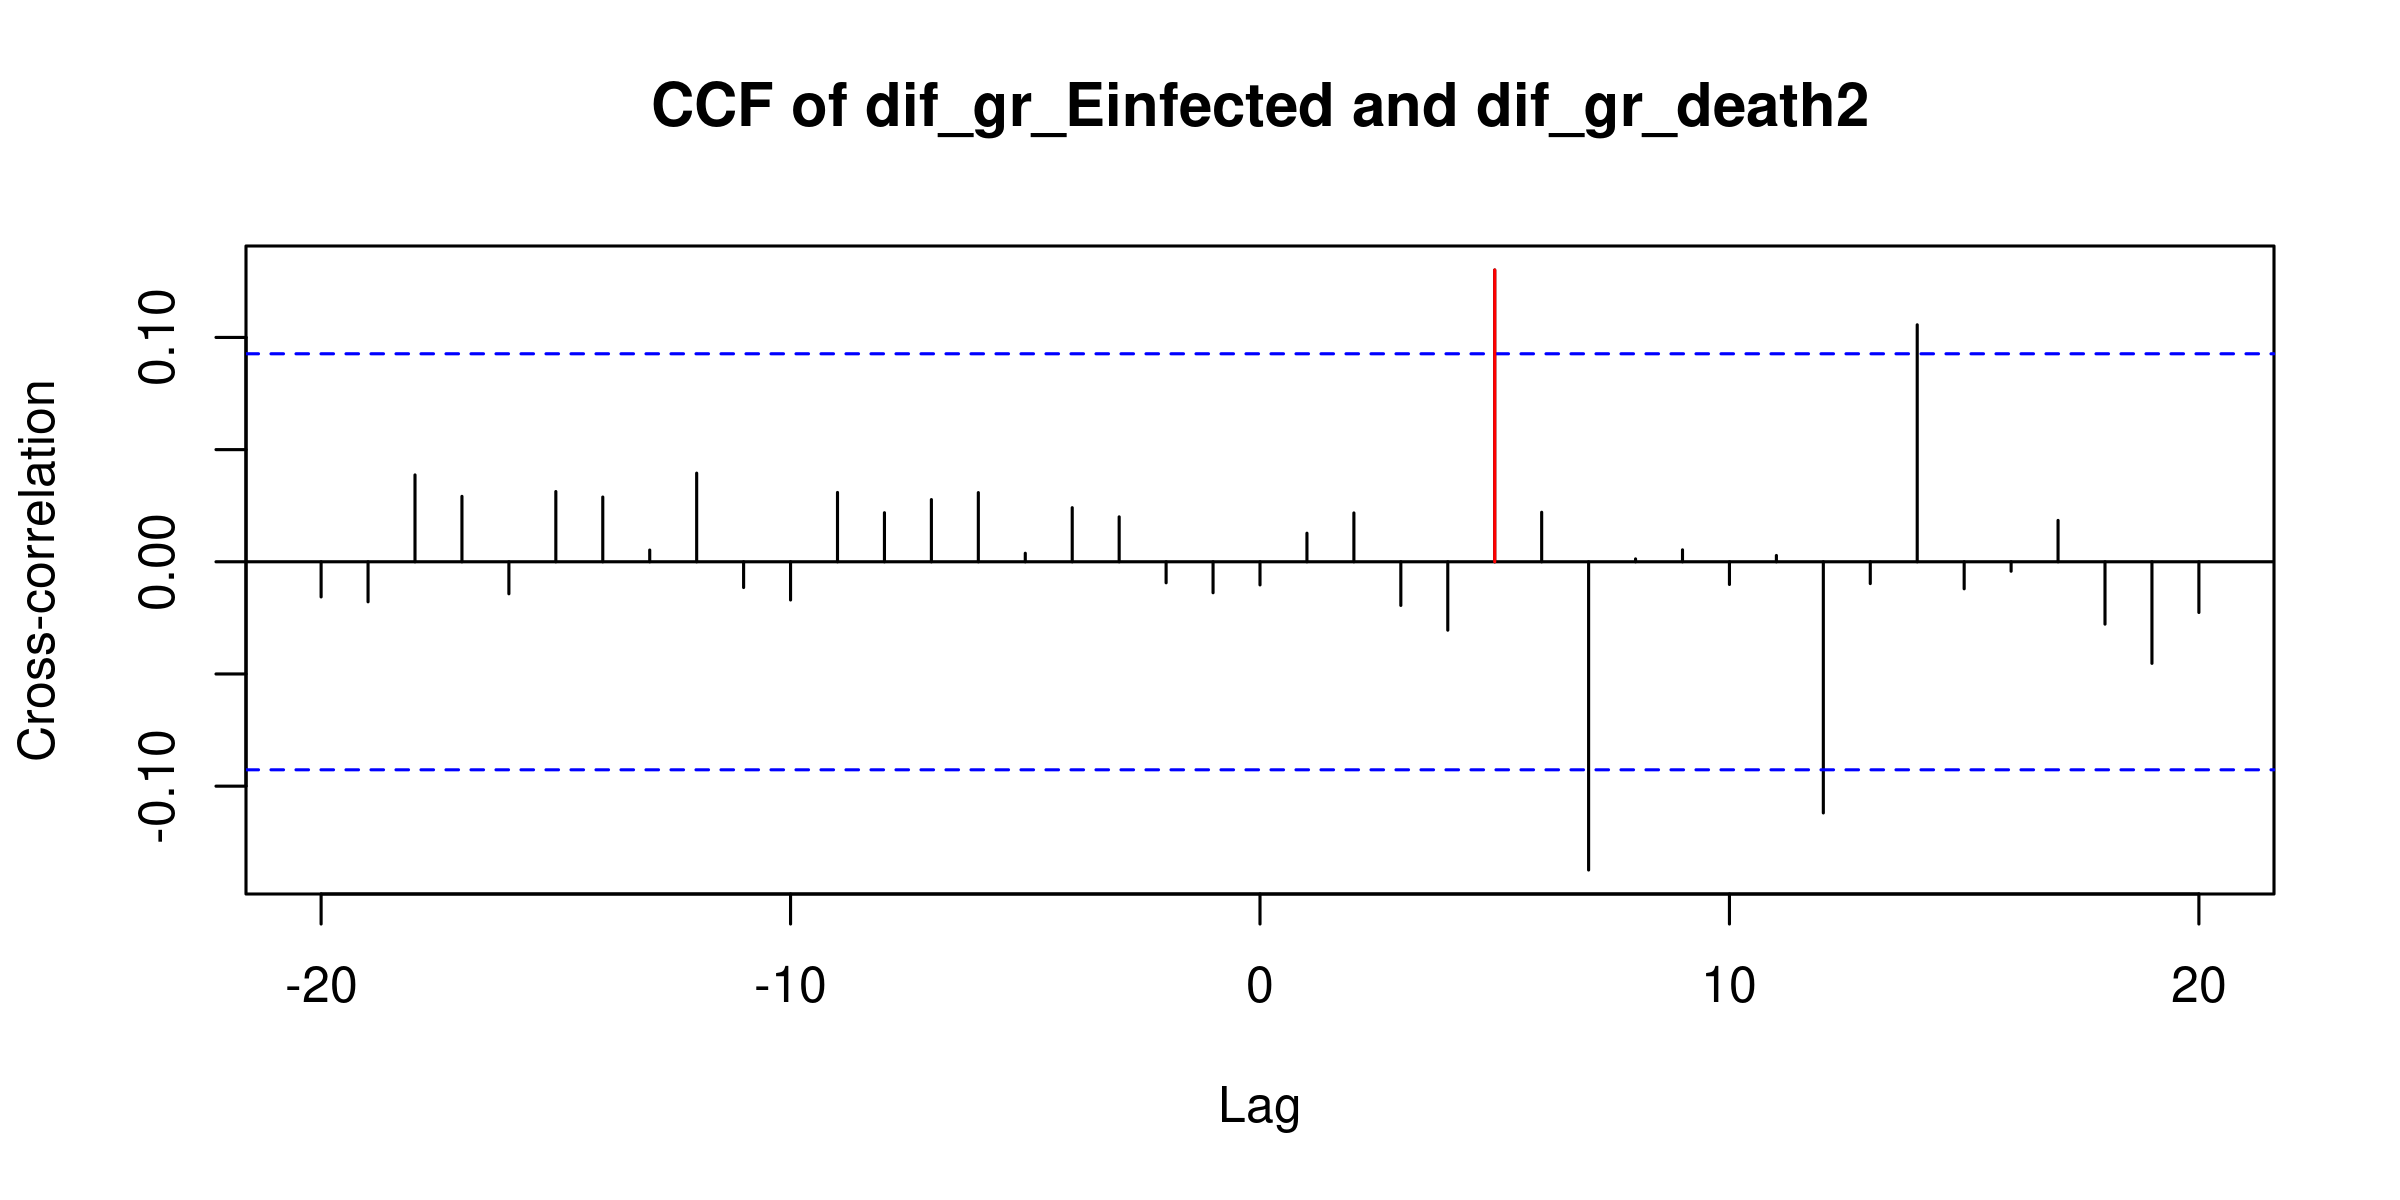 CCF of dif_gr_Einfected and dif_gr_death2
Cross-correlation
0.10
0.00
-0.10
-20 -10 0 10 20
Lag